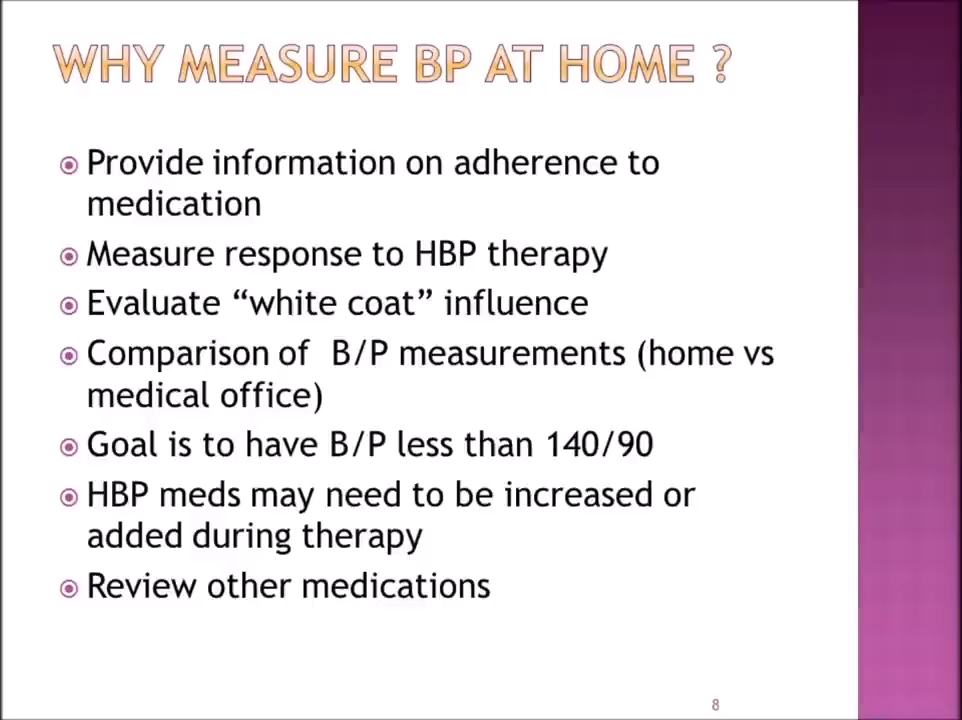 WHY MEASURE BP AT HOME ?
Provide information on adherence to
medication
Measure response to HBP therapy
Evaluate “white coat” influence
Comparison of B/P measurements (home vs
medical office)
Goal is to have B/P less than 140/90
HBP meds may need to be increased or
added during therapy
Review other medications
8